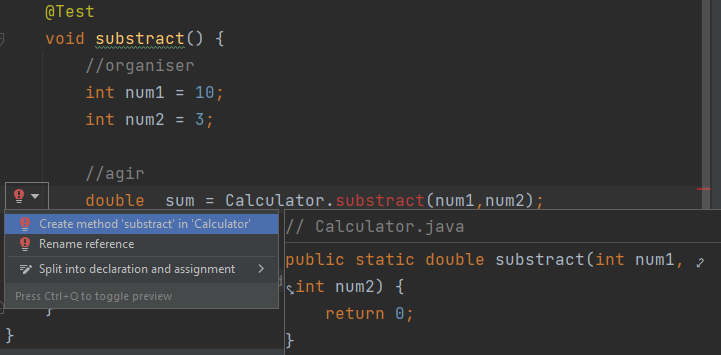 @Test
void substract() {
//organiser
int num1 = 10;
int num2 = 3;
//agir
double sum = Calculator.substract(num1,num2);
Create method 'substract' in 'Calculator'
Rename reference
Split into declaration and assignment
Press Ctrl+Q to toggle preview
}
}
// Calculator.java
public static double substract(int num1,
int num2) {
return 0;
}